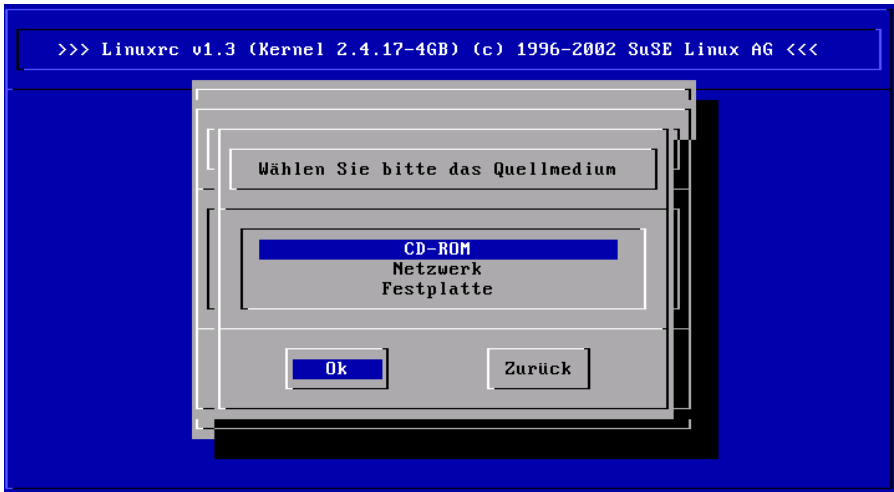 >>> Linuxrc v1.3 (Kernel 2.4.17-4GB) (c) 1996-2002 SuSE Linux AG <<<
Wählen Sie bitte das Quellmedium
CD-ROM
Netzwerk
Festplatte
Ok Zurück